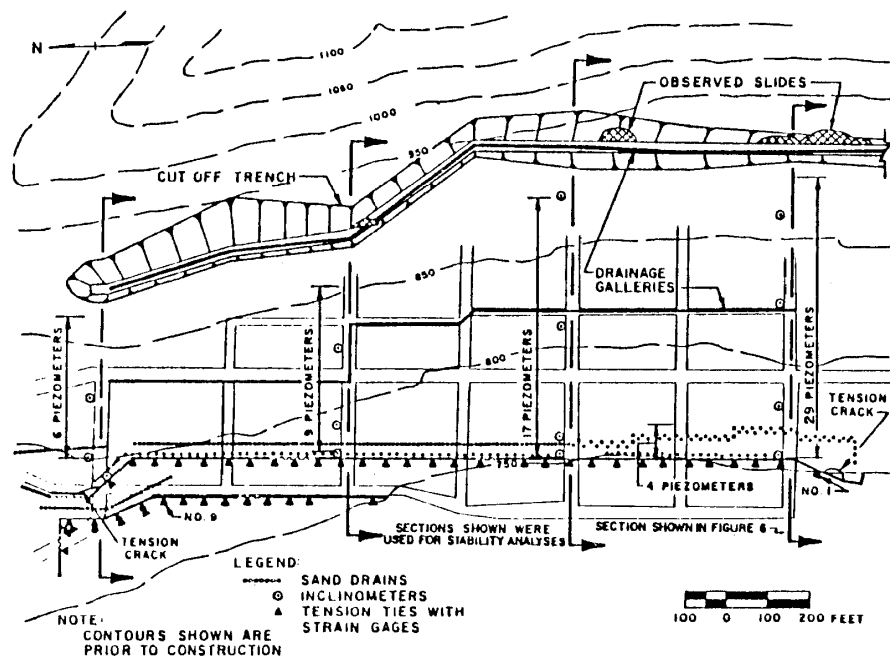 N
1100
1060
1000
950
OBSERVED SLIDES
CUT OFF TRENCH
850
DRAINAGE
GALLERIES
6 PIEZOMETERS
9 PIEZOMETERS
17 PIEZOMETERS
29 PIEZOMETERS
800
TENSION
CRACK
750
4 PIEZOMETERS
NO. 1
NO. 9
TENSION
CRACK
SECTIONS SHOWN WERE
USED FOR STABILITY ANALYSES
SECTION SHOWN IN FIGURE 6
LEGEND:
SAND DRAINS
INCLINOMETERS
TENSION TIES WITH
STRAIN GAGES
NOTE:
CONTOURS SHOWN ARE
PRIOR TO CONSTRUCTION
100 0 100 200 FEET